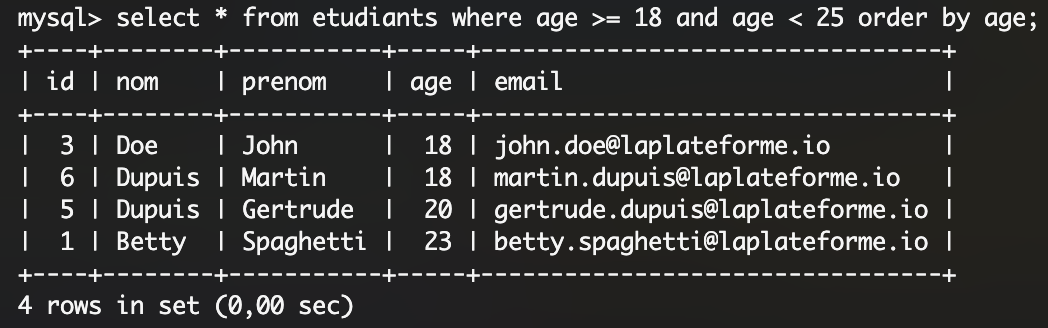 mysql> select * from etudiants where age >= 18 and age < 25 order by age;
+----+--------+-----------+-----+--------------------------------+
| id | nom    | prenom    | age | email                          |
+----+--------+-----------+-----+--------------------------------+
|  3 | Doe    | John      |  18 | john.doe@laplateforme.io       |
|  6 | Dupuis | Martin    |  18 | martin.dupuis@laplateforme.io  |
|  5 | Dupuis | Gertrude  |  20 | gertrude.dupuis@laplateforme.io |
|  1 | Betty  | Spaghetti |  23 | betty.spaghetti@laplateforme.io |
+----+--------+-----------+-----+--------------------------------+
4 rows in set (0,00 sec)